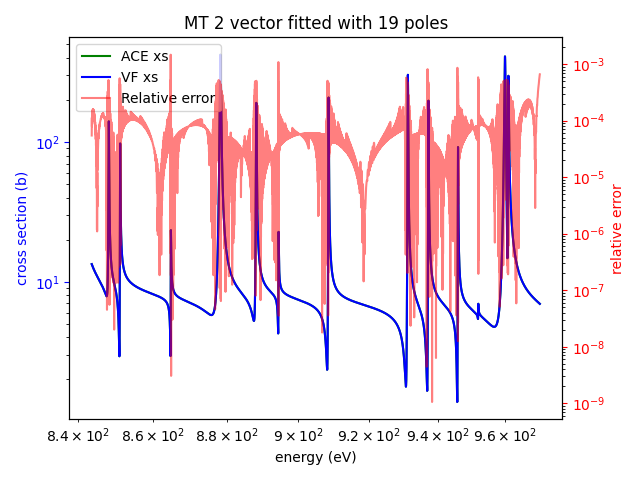 MT 2 vector fitted with 19 poles
ACE xs
VF xs
Relative error
10²
10¹
cross section (b)
10⁻³
10⁻⁴
10⁻⁵
10⁻⁶
10⁻⁷
10⁻⁸
10⁻⁹
relative error
8.4 × 10² 8.6 × 10² 8.8 × 10² 9 × 10² 9.2 × 10² 9.4 × 10² 9.6 × 10²
energy (eV)